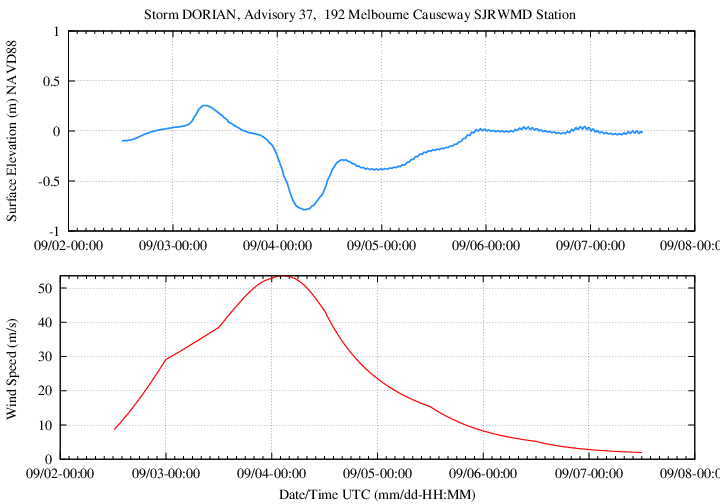 Storm DORIAN, Advisory 37,  192 Melbourne Causeway SJRWMD Station
Surface Elevation (m) NAVD88
1
0.5
0
-0.5
-1
09/02-00:00 09/03-00:00 09/04-00:00 09/05-00:00 09/06-00:00 09/07-00:00 09/08-00:
Wind Speed (m/s)
50
40
30
20
10
0
09/02-00:00 09/03-00:00 09/04-00:00 09/05-00:00 09/06-00:00 09/07-00:00 09/08-00:
Date/Time UTC (mm/dd-HH:MM)